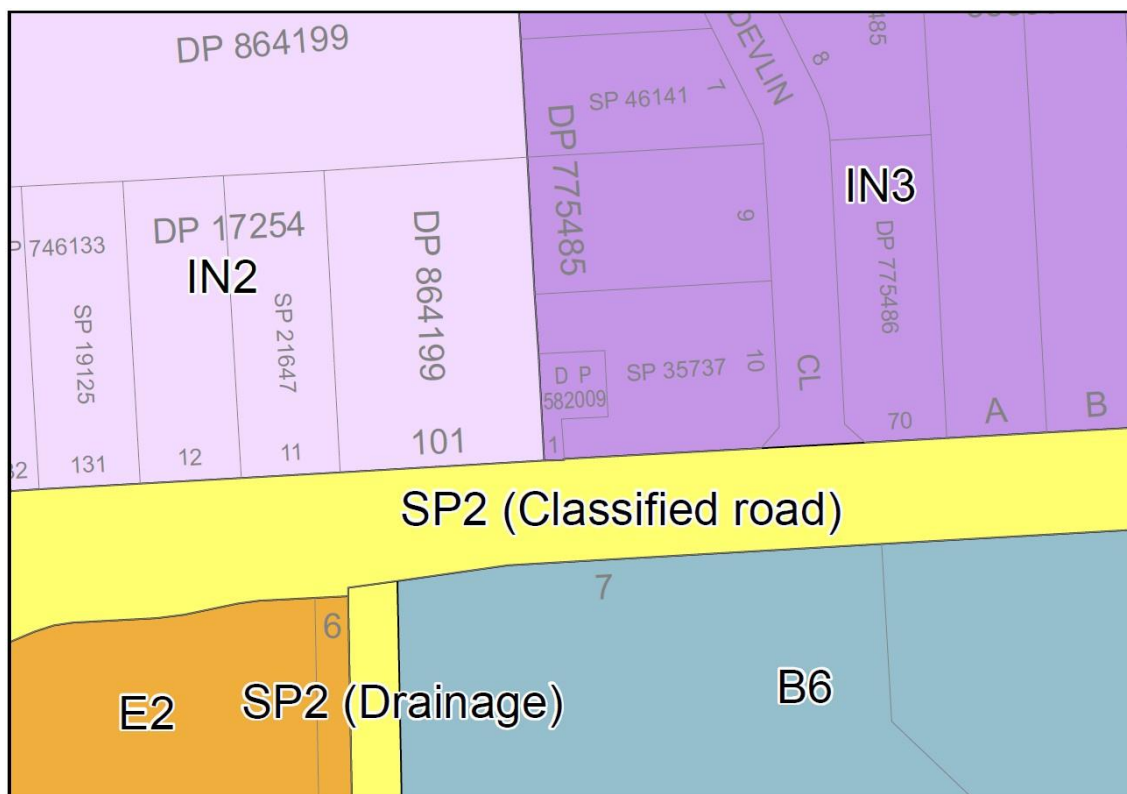 DP 864199
SP 46141
7
DEVLIN
8
485
DP 775485
IN3
9
DP 775486
P 746133
DP 17254
IN2
SP 19125
SP 21647
DP 864199
D P
582009
SP 35737
10
CL
70
A
B
1
32
131
12
11
101
SP2 (Classified road)
7
6
E2
SP2 (Drainage)
B6